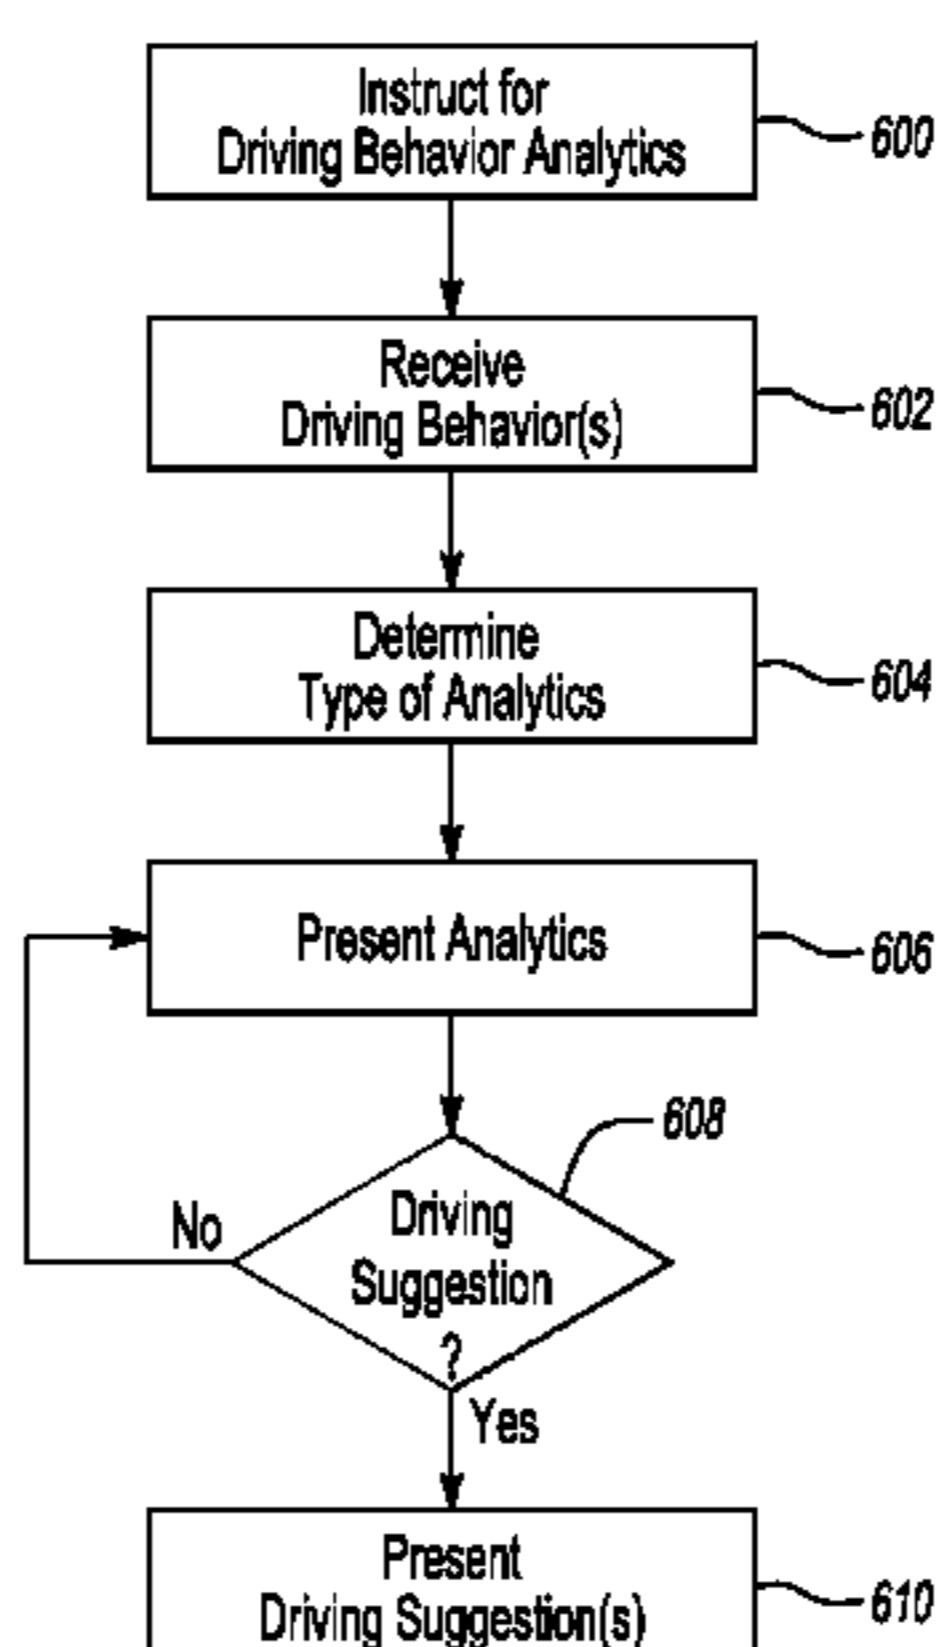 Instruct for
Driving Behavior Analytics
600
Receive
Driving Behavior(s)
602
Determine
Type of Analytics
604
Present Analytics
606
608
Driving
Suggestion
?
No
Yes
Present
Driving Suggestion(s)
610